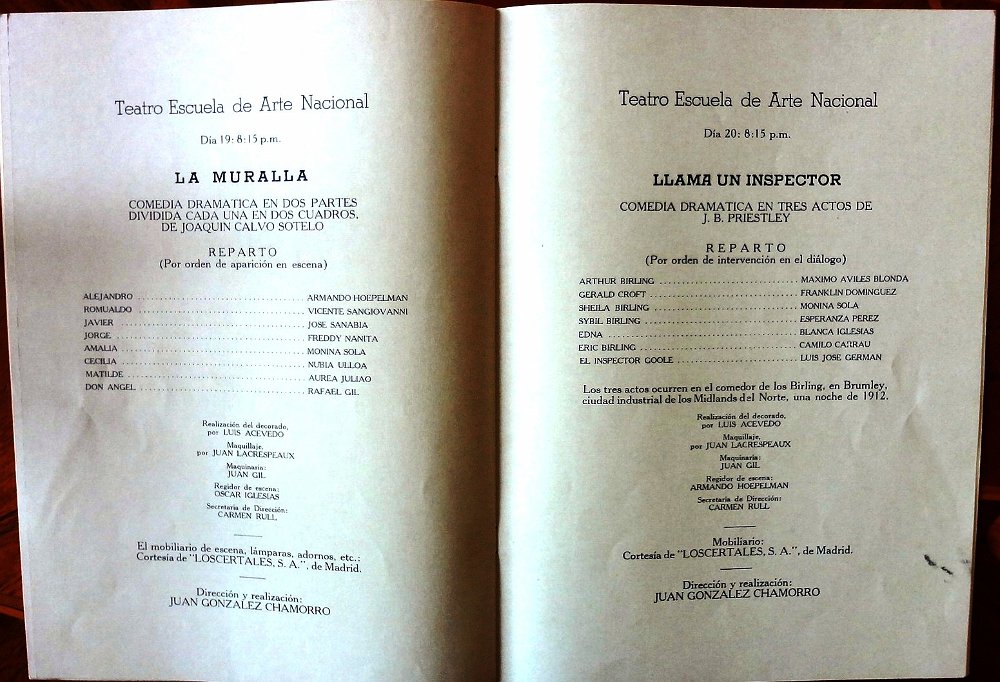 Teatro Escuela de Arte Nacional
Día 19: 8:15 p.m.
LA MURALLA
COMEDIA DRAMATICA EN DOS PARTES
DIVIDIDA CADA UNA EN DOS CUADROS.
DE JOAQUIN CALVO SOTELO
REPARTO
(Por orden de aparición en escena)
ALEJANDRO ........ ARMANDO HOEPELMAN
ROMUALDO ........ VICENTE SANGIOVANNI
JAVIER ........ JOSE SANABIA
JORGE ........ FREDDY NANITA
AMALIA ........ MONINA SOLA
CECILIA ........ NUBIA ULLOA
MATILDE ........ AUREA JULIAO
DON ANGEL ........ RAFAEL GIL
Realización del decorado,
por LUIS ACEVEDO
Maquillaje,
por JUAN LACRESPEAUX
Maquinaria:
JUAN GIL
Regidor de escena:
OSCAR IGLESIAS
Secretaria de Dirección:
CARMEN RULL
El mobiliario de escena, lámparas, adornos, etc.:
Cortesía de "LOSCERTALES, S. A.", de Madrid.
Dirección y realización:
JUAN GONZALEZ CHAMORRO
Teatro Escuela de Arte Nacional
Día 20: 8:15 p.m.
LLAMA UN INSPECTOR
COMEDIA DRAMATICA EN TRES ACTOS DE
J. B. PRIESTLEY
REPARTO
(Por orden de intervención en el diálogo)
ARTHUR BIRLING ........ MAXIMO AVILES BLONDA
GERALD CROFT ........ FRANKLIN DOMINGUEZ
SHEILA BIRLING ........ MONINA SOLA
SYBIL BIRLING ........ ESPERANZA PEREZ
EDNA ........ BLANCA IGLESIAS
ERIC BIRLING ........ CAMILO CARRAU
EL INSPECTOR GOOLE ........ LUIS JOSE GERMAN
Los tres actos ocurren en el comedor de los Birling, en Brumley,
ciudad industrial de los Midlands del Norte, una noche de 1912.
Realización del decorado,
por LUIS ACEVEDO
Maquillaje,
por JUAN LACRESPEAUX
Maquinaria:
JUAN GIL
Regidor de escena:
ARMANDO HOEPELMAN
Secretaria de Dirección:
CARMEN RULL
Mobiliario:
Cortesía de "LOSCERTALES, S. A.", de Madrid.
Dirección y realización:
JUAN GONZALEZ CHAMORRO